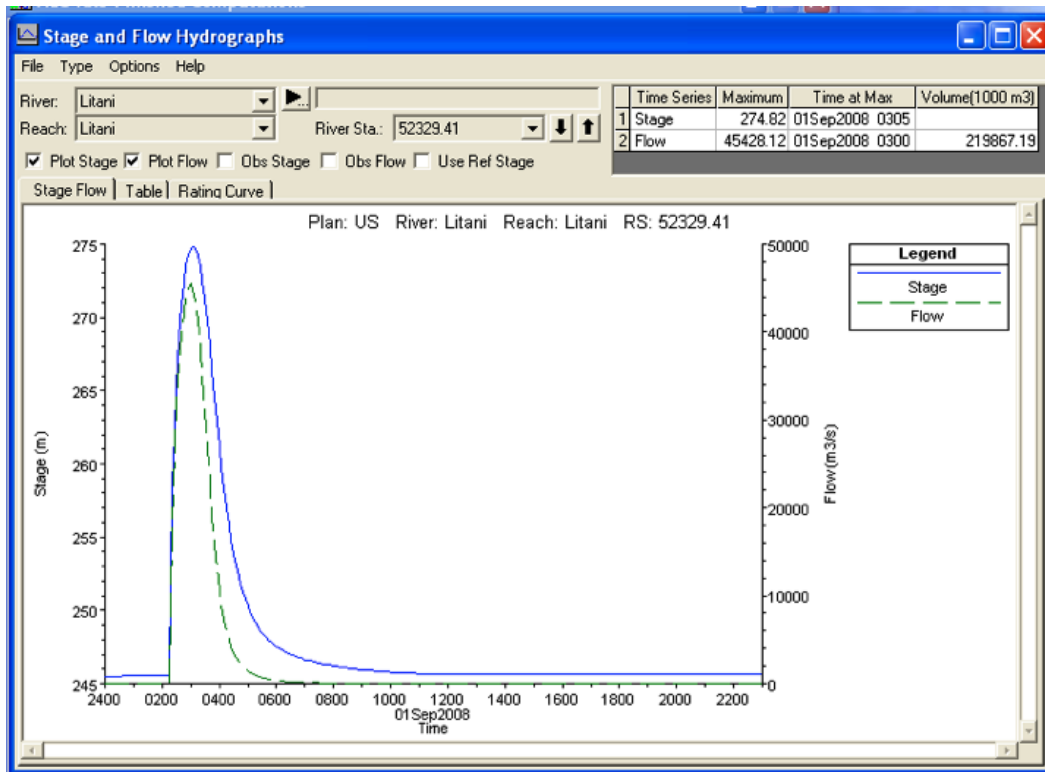 Stage and Flow Hydrographs
File Type Options Help
River: Litani
Reach: Litani River Sta.: 52329.41
Plot Stage Plot Flow Obs Stage Obs Flow Use Ref Stage
Time Series Maximum Time at Max Volume(1000 m3)
1 Stage 274.82 01Sep2008 0305
2 Flow 45428.12 01Sep2008 0300 219867.19
Stage Flow Table Rating Curve
Plan: US River: Litani Reach: Litani RS: 52329.41
275
270
265
260
255
250
245
Stage (m)
50000
40000
30000
20000
10000
0
Flow (m3/s)
Legend
Stage
Flow
2400 0200 0400 0600 0800 1000 1200 1400 1600 1800 2000 2200
01Sep2008
Time